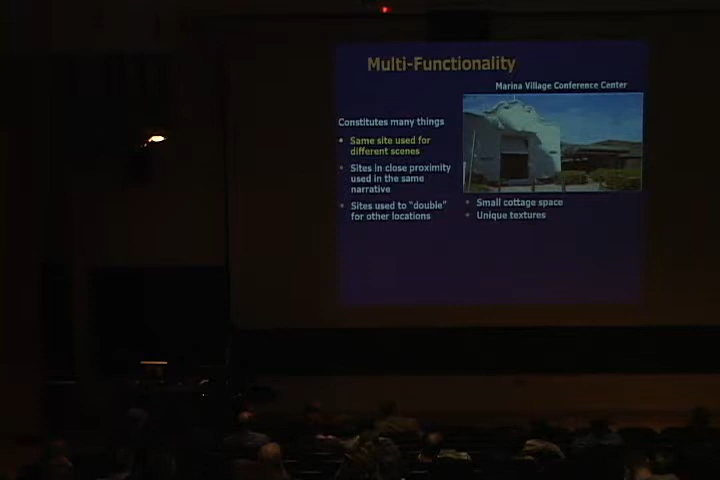 Multi-Functionality
Marina Village Conference Center
Constitutes many things
• Same site used for
different scenes
• Sites in close proximity
used in the same
narrative
• Sites used to "double"
for other locations
• Small cottage space
• Unique textures